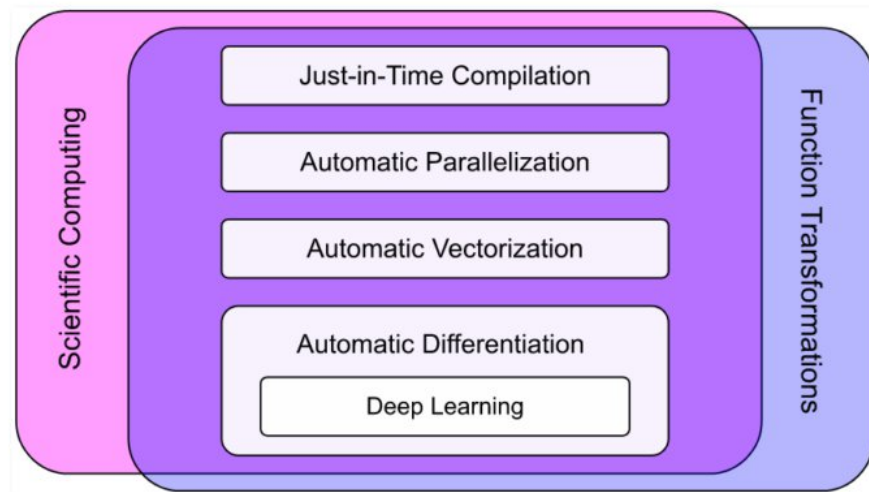 Scientific Computing
Just-in-Time Compilation
Automatic Parallelization
Automatic Vectorization
Automatic Differentiation
Deep Learning
Function Transformations